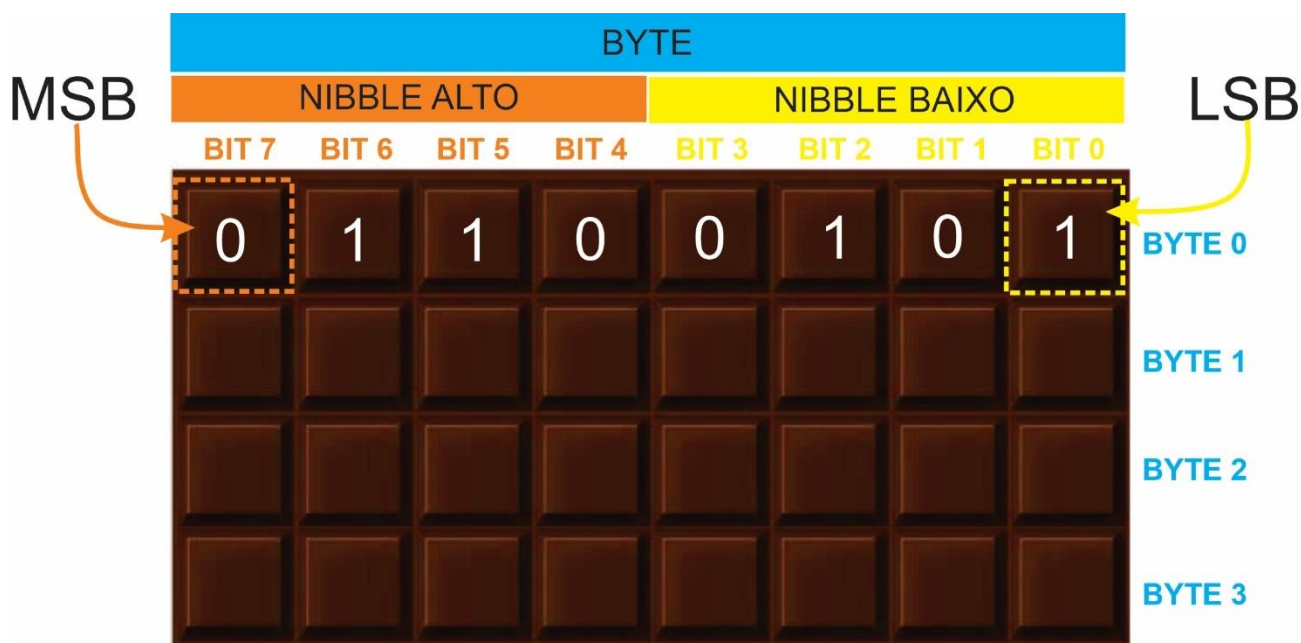 BYTE
MSB NIBBLE ALTO NIBBLE BAIXO LSB
BIT 7 BIT 6 BIT 5 BIT 4 BIT 3 BIT 2 BIT 1 BIT 0
0 1 1 0 0 1 0 1 BYTE 0
BYTE 1
BYTE 2
BYTE 3